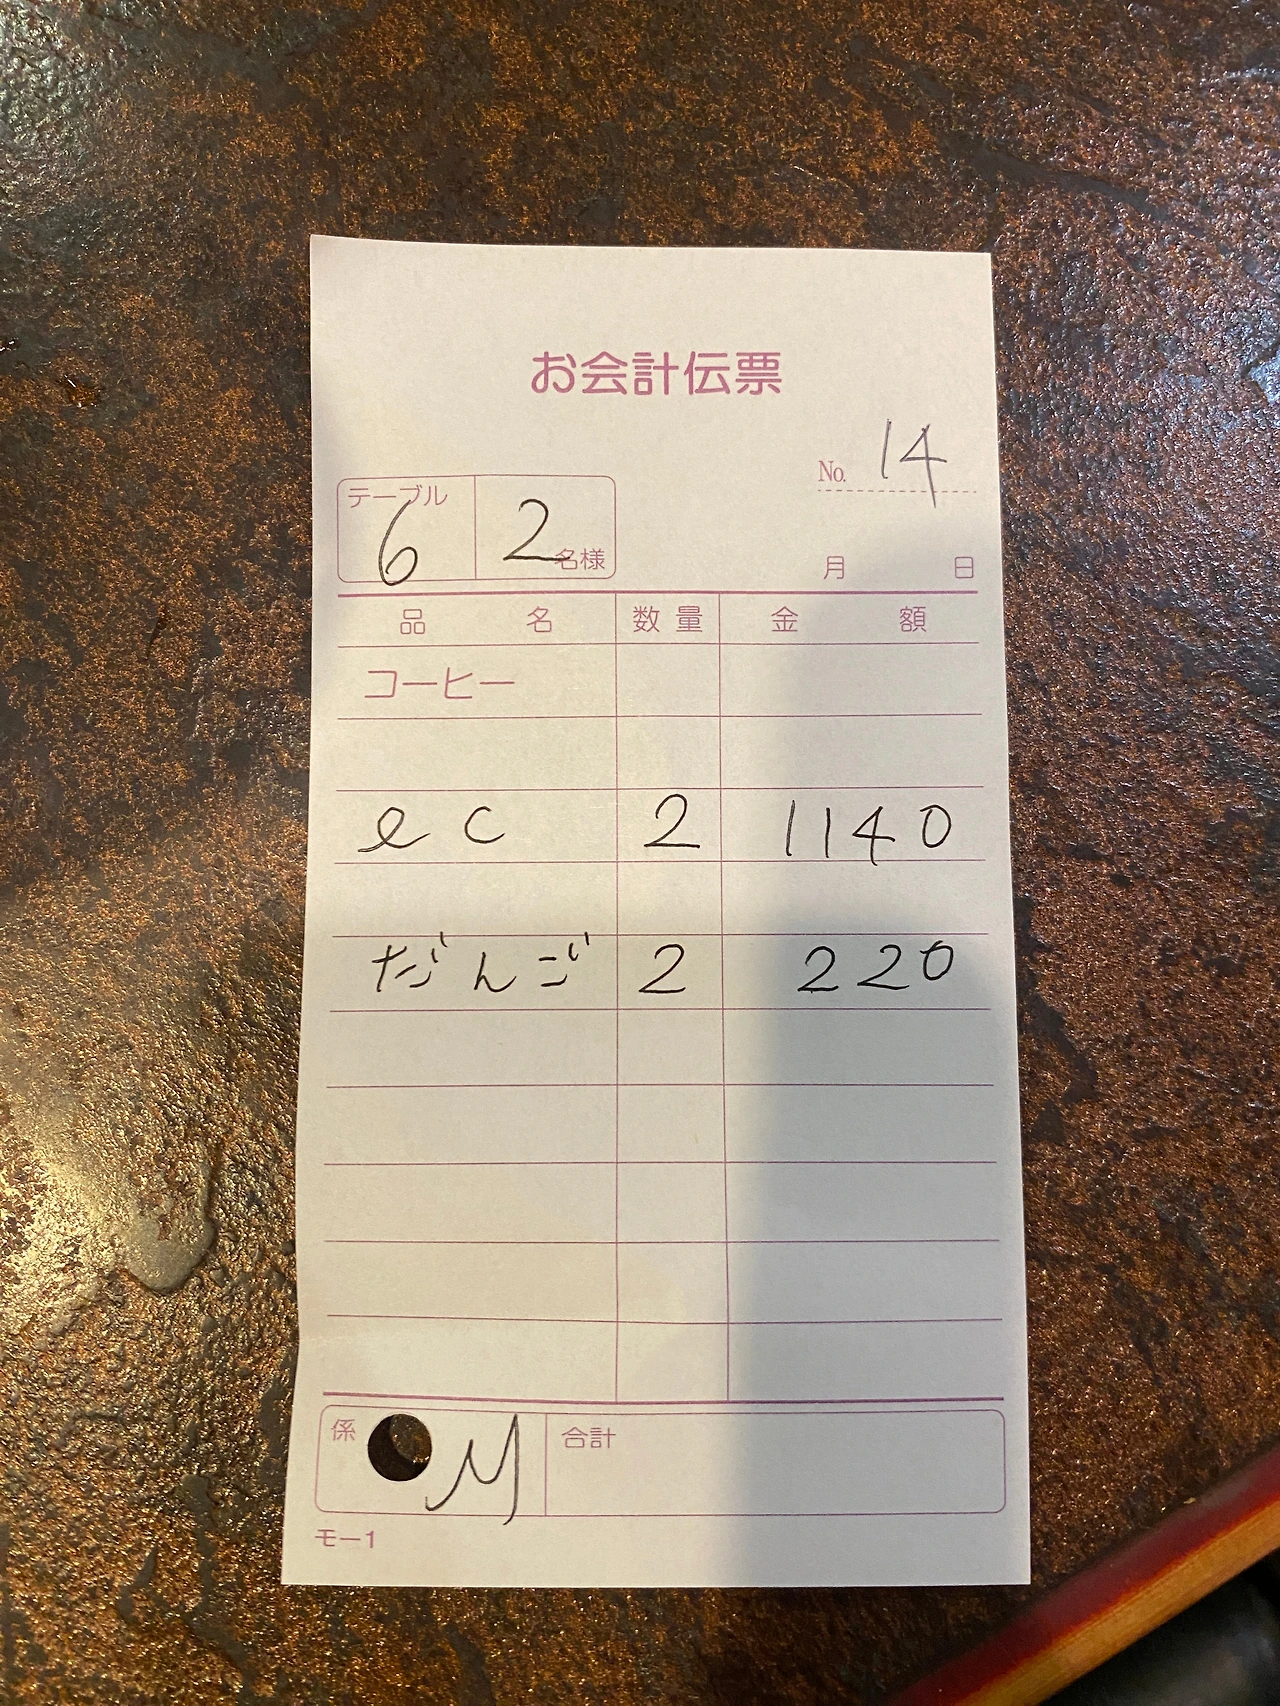 お会計伝票
No. 14
テーブル 6 2名様
月 日
品名 数量 金額
コーヒー
ec 2 1140
だんご 2 220
係 M 合計
モー1